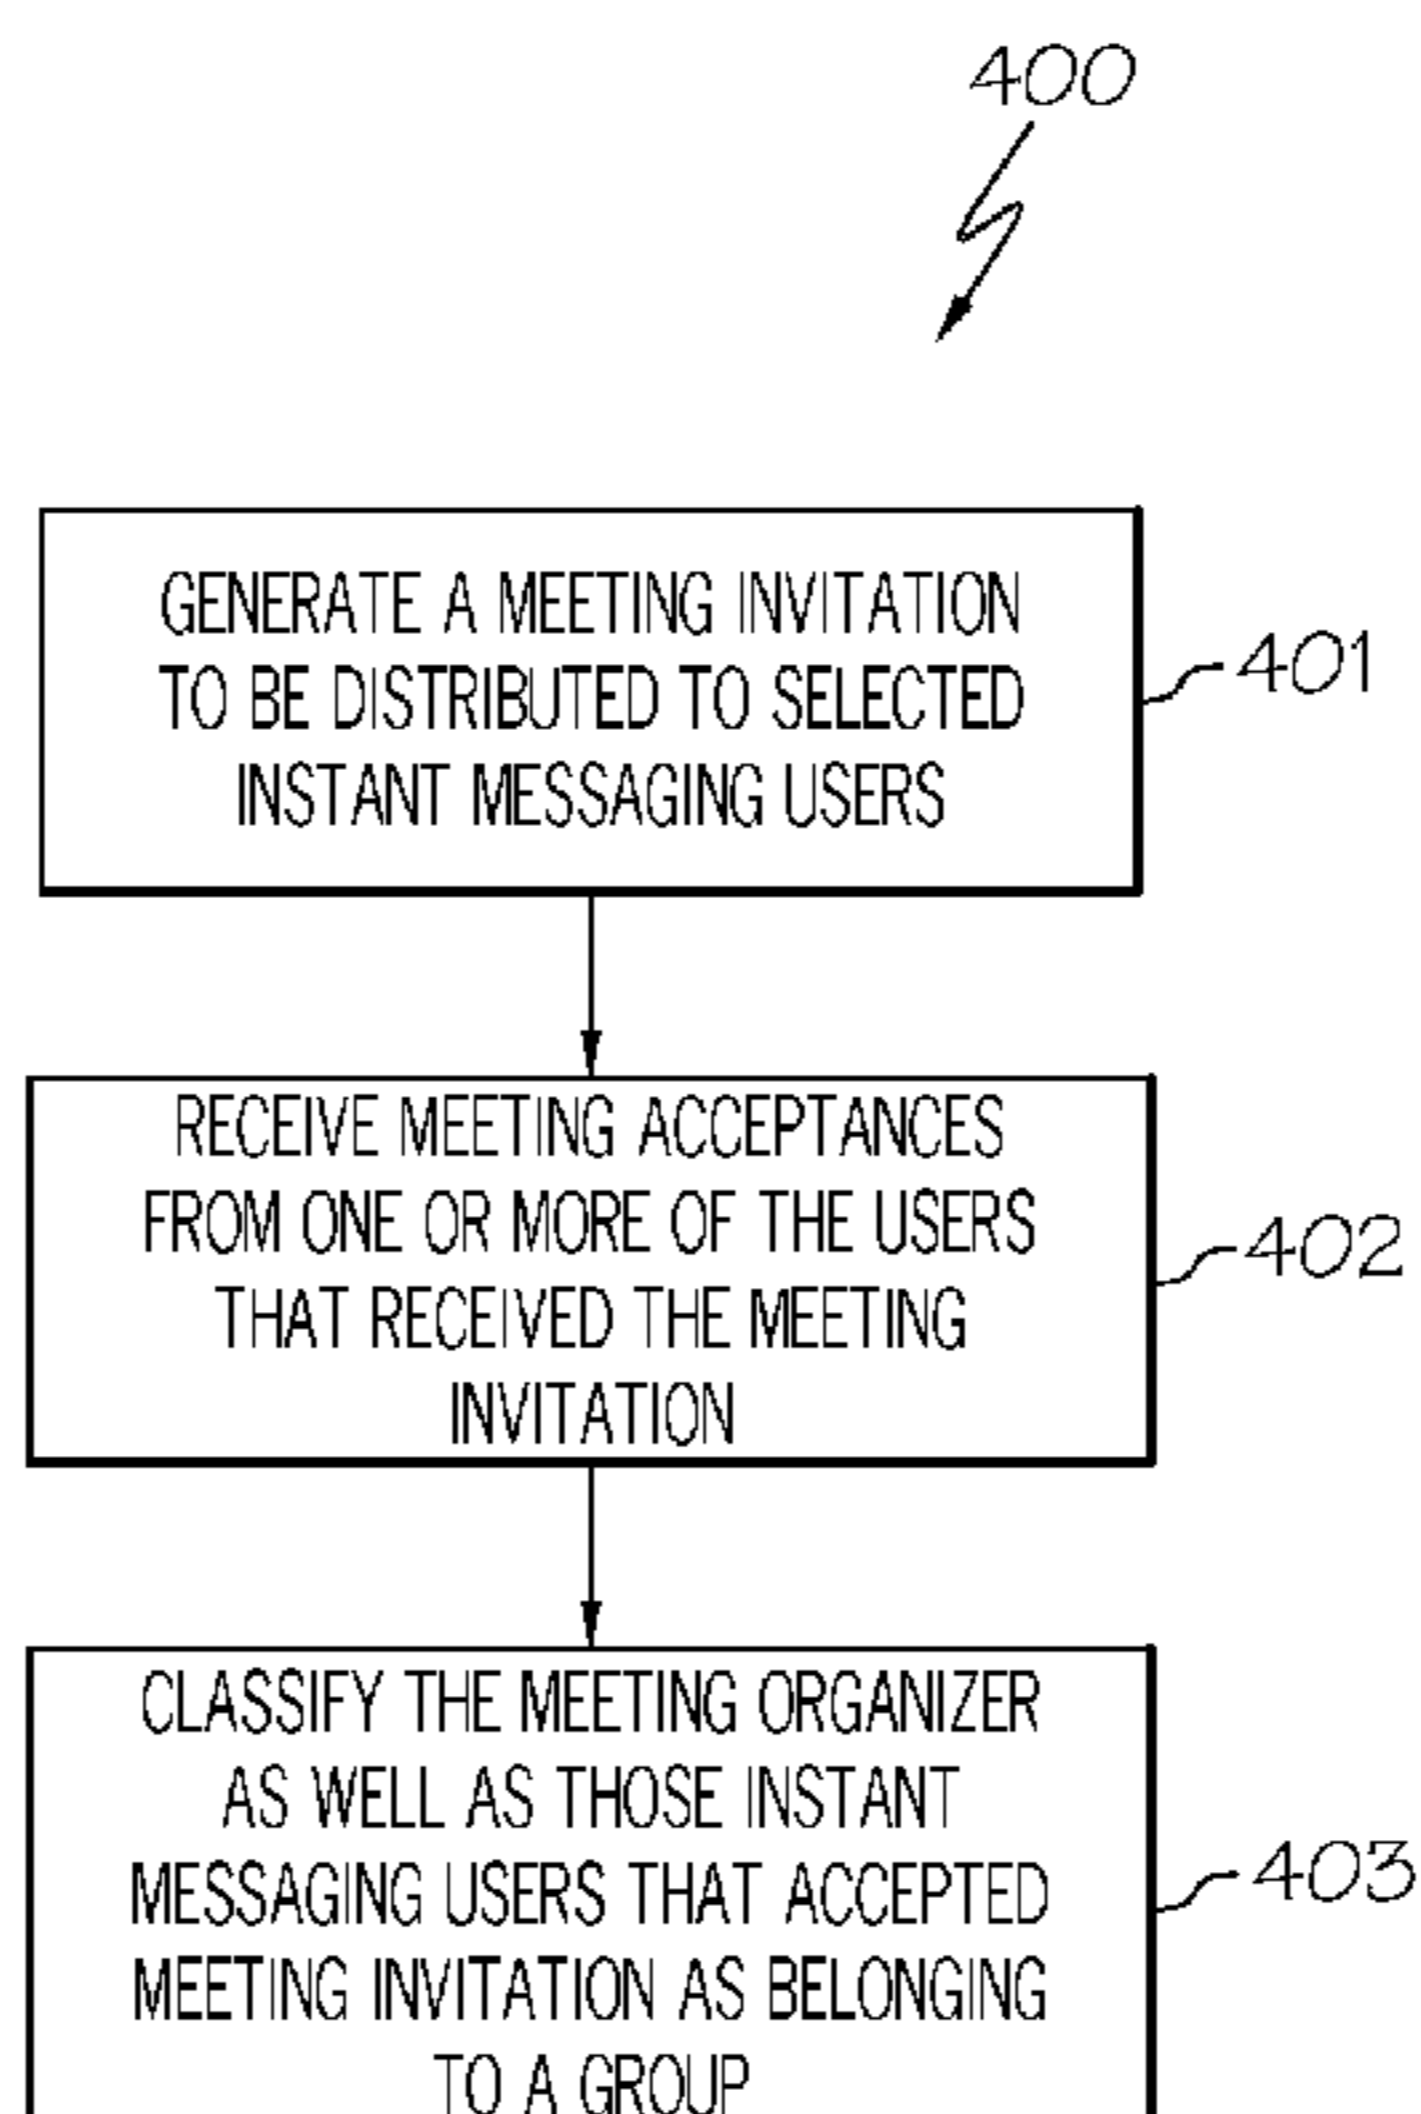 400
GENERATE A MEETING INVITATION
TO BE DISTRIBUTED TO SELECTED
INSTANT MESSAGING USERS
401
RECEIVE MEETING ACCEPTANCES
FROM ONE OR MORE OF THE USERS
THAT RECEIVED THE MEETING
INVITATION
402
CLASSIFY THE MEETING ORGANIZER
AS WELL AS THOSE INSTANT
MESSAGING USERS THAT ACCEPTED
MEETING INVITATION AS BELONGING
TO A GROUP
403